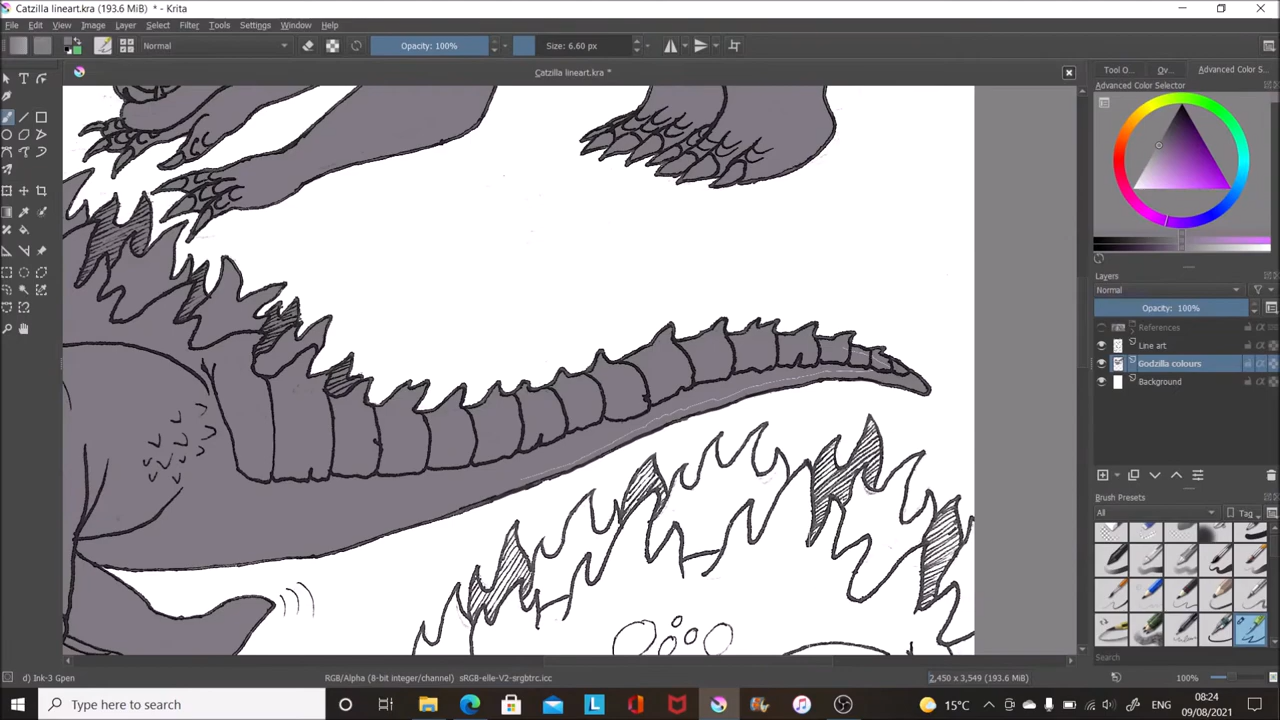 Catzilla lineart.kra (193.6 MiB) * - Krita
File Edit View Image Layer Select Filter Tools Settings Window Help
Normal
Opacity: 100%
Size: 6.60 px
Catzilla lineart.kra *
Tool O... Ov... Advanced Color S...
Advanced Color Selector
Layers
Normal
Opacity: 100%
References
Line art
Godzilla colours
Background
Brush Presets
All
Tag
Search
d) Ink-3 Gpen
RGB/Alpha (8-bit integer/channel) sRGB-elle-V2-srgbtrc.icc
2,450 x 3,549 (193.6 MiB)
100%
Type here to search
L
15°C
ENG
08:24
09/08/2021